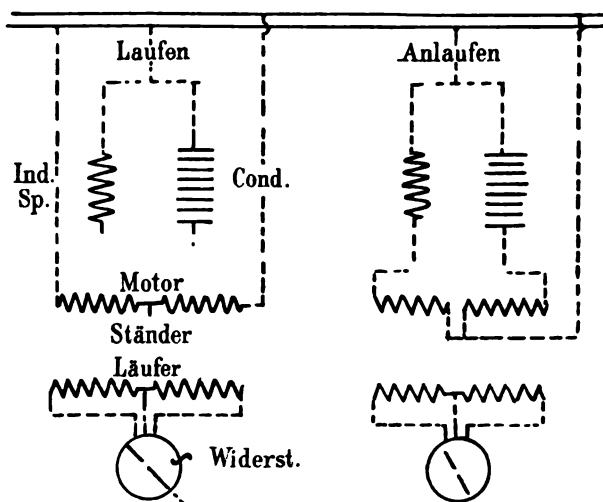 Laufen
Anlaufen
Ind.
Sp.
Cond.
Motor
Ständer
Läufer
Widerst.